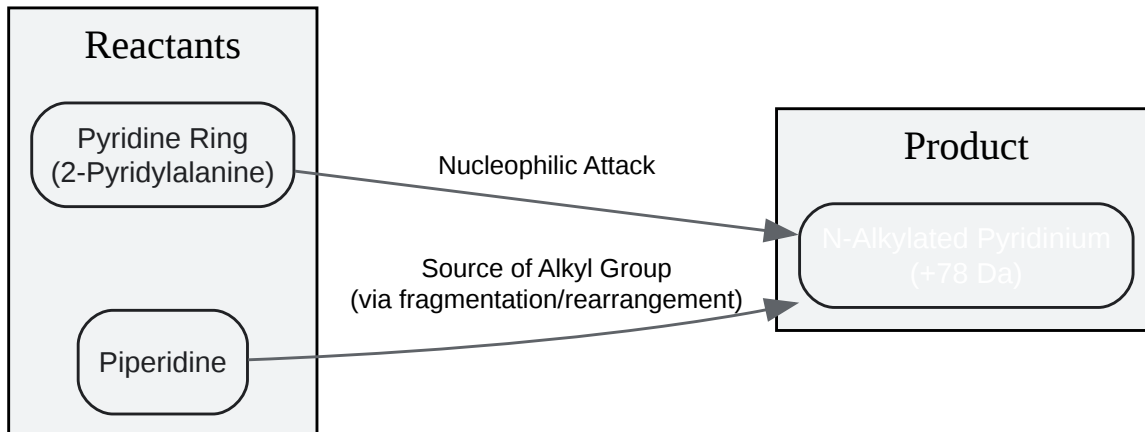 Reactants
Pyridine Ring
(2-Pyridylalanine)
Nucleophilic Attack
Product
N-Alkylated Pyridinium
(+78 Da)
Source of Alkyl Group
(via fragmentation/rearrangement)
Piperidine